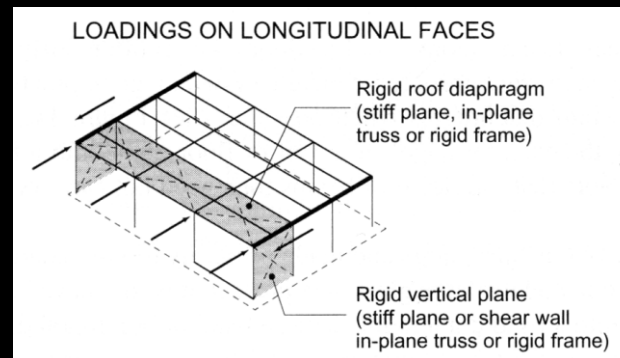 LOADINGS ON LONGITUDINAL FACES
Rigid roof diaphragm
(stiff plane, in-plane
truss or rigid frame)
Rigid vertical plane
(stiff plane or shear wall
in-plane truss or rigid frame)